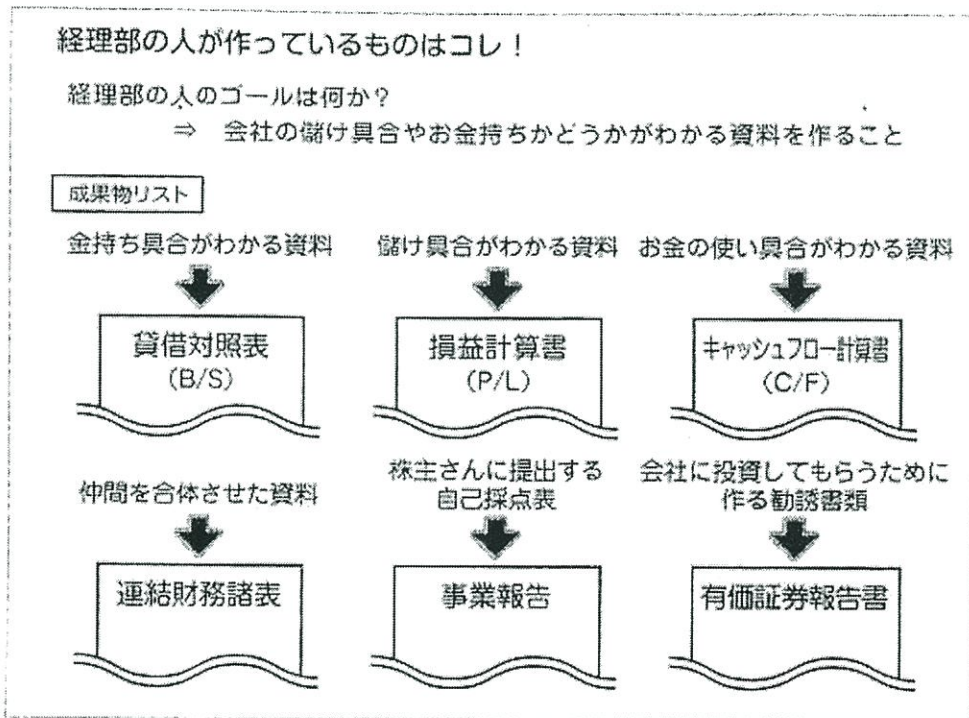 経理部の人が作っているものはコレ！
経理部の人のゴールは何か？
⇒ 会社の儲け具合やお金持ちかどうかがわかる資料を作ること
成果物リスト
金持ち具合がわかる資料
儲け具合がわかる資料
お金の使い具合がわかる資料
貸借対照表
(B/S)
損益計算書
(P/L)
キャッシュフロー計算書
(C/F)
仲間を合体させた資料
株主さんに提出する
自己採点表
会社に投資してもらうために
作る勧誘書類
連結財務諸表
事業報告
有価証券報告書